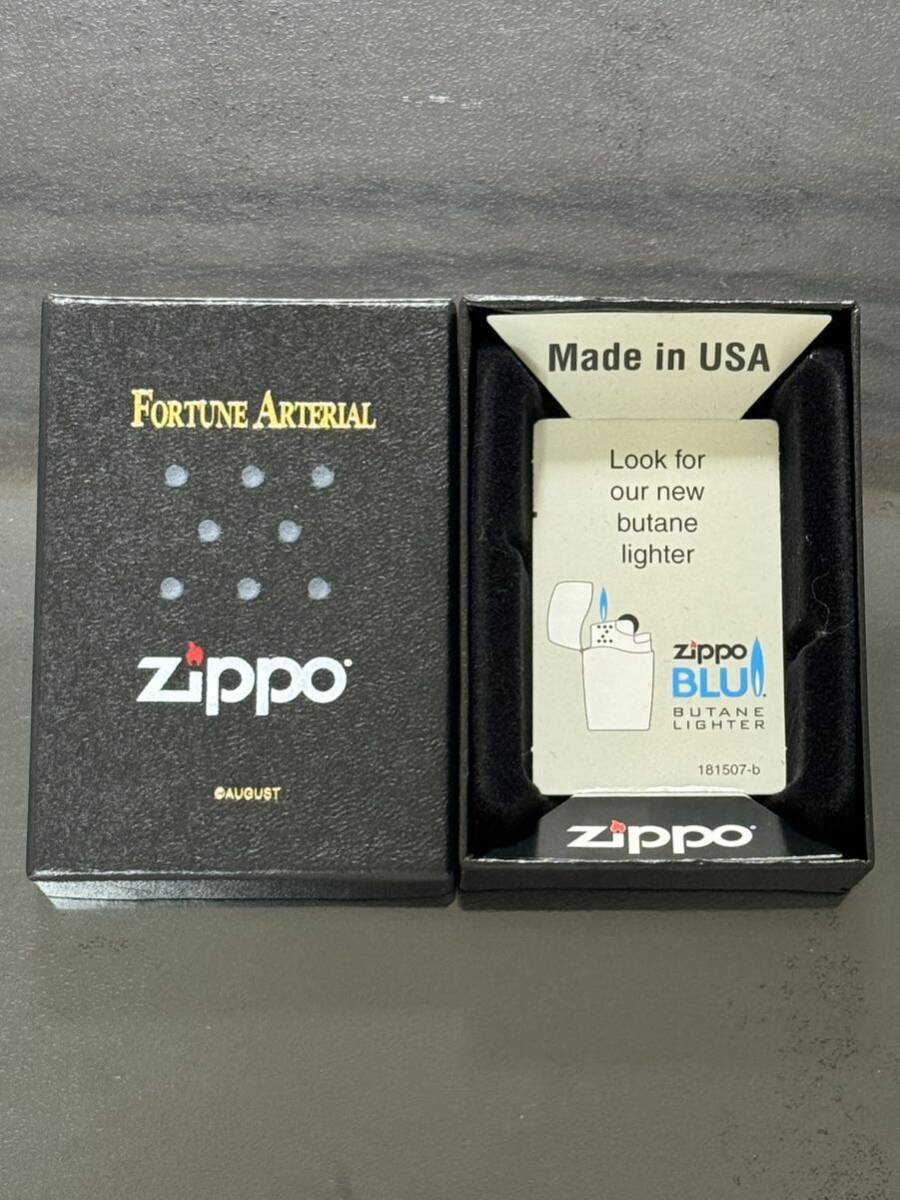 FORTUNE ARTERIAL
zippo
©AUGUST
Made in USA
Look for
our new
butane
lighter
zippo
BLU
BUTANE
LIGHTER
181507-b
zippo